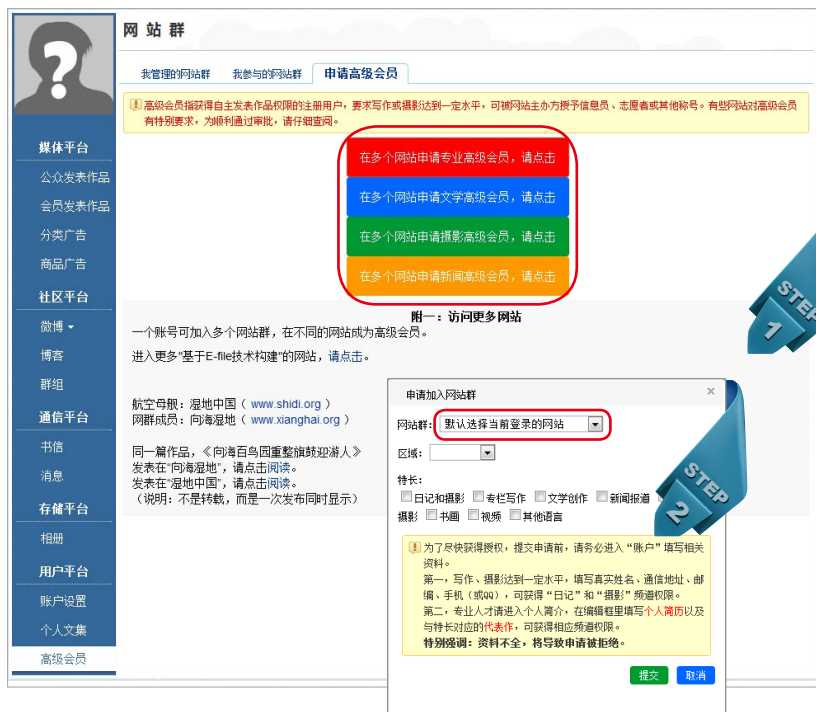 网 站 群
我管理的网站群 我参与的网站群 申请高级会员
高级会员指获得自主发表作品权限的注册用户，要求写作或摄影达到一定水平，可被网站主办方授予信息员、志愿者或其他称号。有些网站对高级会员
有特别要求，为顺利通过审批，请仔细查阅。
媒体平台
公众发表作品
会员发表作品
分类广告
商品广告
社区平台
微博
博客
群组
通信平台
书信
消息
存储平台
相册
用户平台
账户设置
个人文集
高级会员
在多个网站申请专业高级会员，请点击
在多个网站申请文学高级会员，请点击
在多个网站申请摄影高级会员，请点击
在多个网站申请新闻高级会员，请点击
STEP
1
附一：访问更多网站
一个账号可加入多个网站群，在不同的网站成为高级会员。
进入更多"基于E-file技术构建"的网站，请点击。
航空母舰：湿地中国（ www.shidi.org ）
网群成员：向海湿地（ www.xianghai.org ）
同一篇作品，《向海百鸟园重整旗鼓迎游人》
发表在"向海湿地"，请点击阅读。
发表在"湿地中国"，请点击阅读。
（说明：不是转载，而是一次发布同时显示）
申请加入网站群 ×
网站群： 默认选择当前登录的网站
区域：
特长：
日记和摄影 专栏写作 文学创作 新闻报道
摄影 书画 视频 其他语言
STEP
2
为了尽快获得授权，提交申请前，请务必进入“账户”填写相关
资料。
第一，写作、摄影达到一定水平，填写真实姓名、通信地址、邮
编、手机（或QQ），可获得“日记”和“摄影”频道权限。
第二，专业人才请进入个人简介，在编辑框里填写个人简历以及
与特长对应的代表作，可获得相应频道权限。
特别强调：资料不全，将导致申请被拒绝。
提交 取消